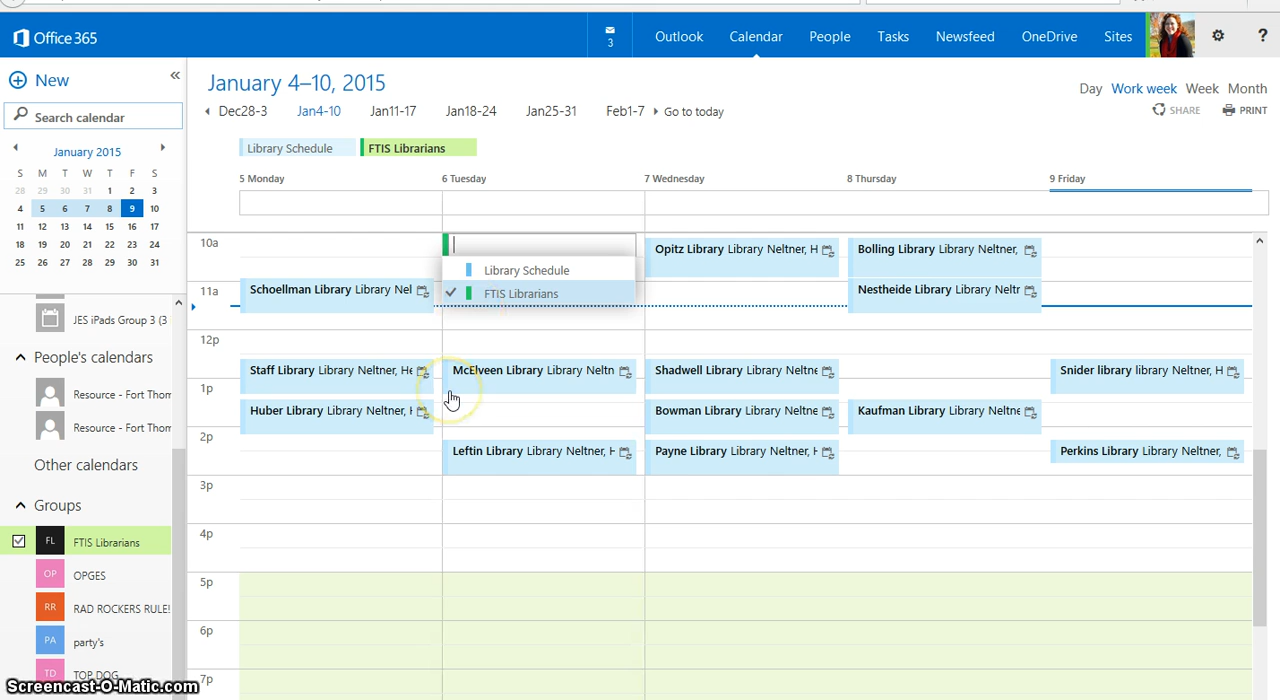 Office 365
3
Outlook
Calendar
People
Tasks
Newsfeed
OneDrive
Sites
?
New
«
Search calendar
January 2015
S M T W T F S
28 29 30 31 1 2 3
4 5 6 7 8 9 10
11 12 13 14 15 16 17
18 19 20 21 22 23 24
25 26 27 28 29 30 31
JES iPads Group 3 (3
People's calendars
Resource - Fort Thom
Resource - Fort Thom
Other calendars
Groups
FL FTIS Librarians
OP OPGES
RR RAD ROCKERS RULE!
PA party's
TD TOP DOG
January 4–10, 2015
Dec28-3 Jan4-10 Jan11-17 Jan18-24 Jan25-31 Feb1-7 Go to today
Day Work week Week Month
SHARE PRINT
Library Schedule
FTIS Librarians
5 Monday 6 Tuesday 7 Wednesday 8 Thursday 9 Friday
10a
Opitz Library Library Neltner, H
Bolling Library Library Neltner,
Library Schedule
FTIS Librarians
11a
Schoellman Library Library Nel
Nestheide Library Library Neltr
12p
Staff Library Library Neltner, He
McElveen Library Library Neltn
Shadwell Library Library Neltne
Snider library library Neltner, H
1p
Huber Library Library Neltner, H
Bowman Library Library Neltne
Kaufman Library Library Neltne
2p
Leftin Library Library Neltner, H
Payne Library Library Neltner, H
Perkins Library Library Neltner,
3p
4p
5p
6p
7p
Screencast-O-Matic.com